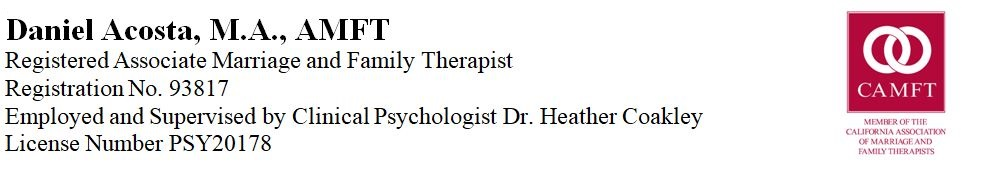 Daniel Acosta, M.A., AMFT
Registered Associate Marriage and Family Therapist
Registration No. 93817
Employed and Supervised by Clinical Psychologist Dr. Heather Coakley
License Number PSY20178
CAMFT
MEMBER OF THE
CALIFORNIA ASSOCIATION
OF MARRIAGE AND
FAMILY THERAPISTS